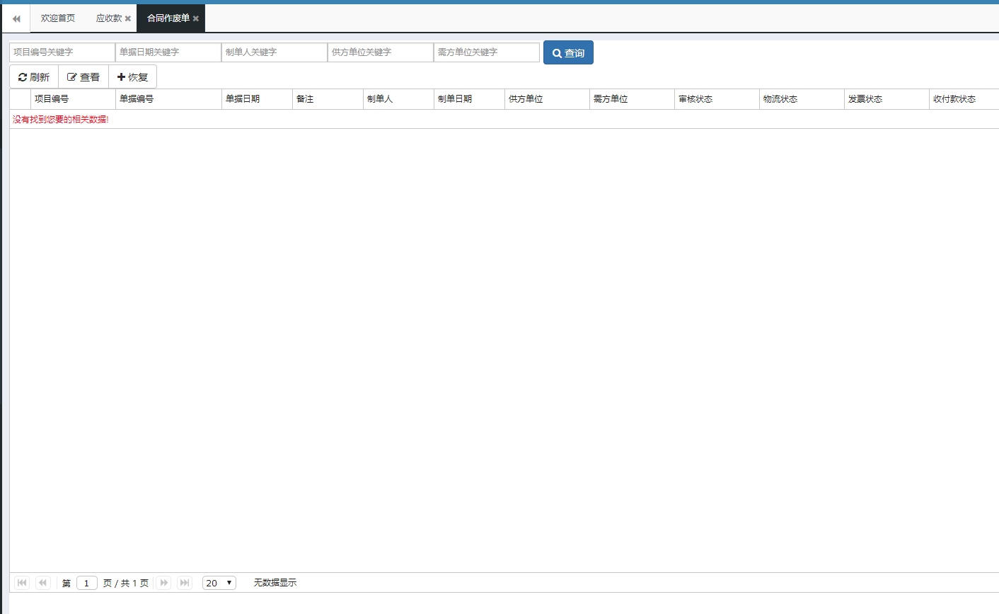 欢迎首页 应收款 合同作废单
项目编号关键字 单据日期关键字 制单人关键字 供方单位关键字 需方单位关键字 查询
刷新 查看 恢复
项目编号 单据编号 单据日期 备注 制单人 制单日期 供方单位 需方单位 审核状态 物流状态 发票状态 收付款状态
没有找到您要的相关数据!
第 1 页 / 共 1 页 20 无数据显示